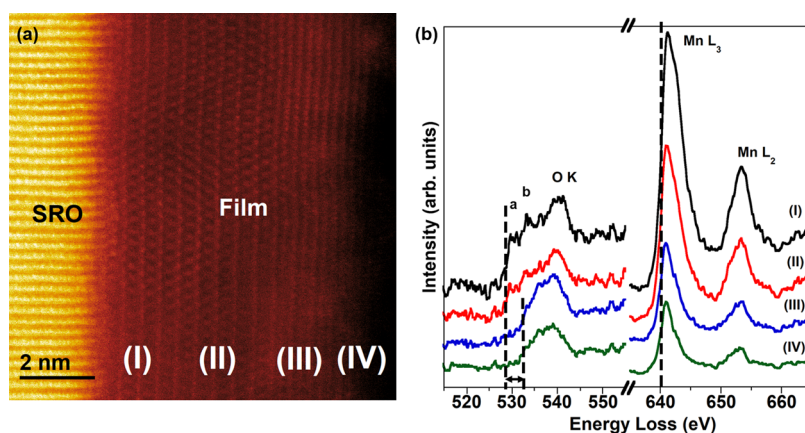 (a)
SRO
Film
2 nm
(I)
(II)
(III)
(IV)
(b)
Mn L3
Mn L2
O K
a
b
(I)
(II)
(III)
(IV)
Intensity (arb. units)
520 530 540 550 640 650 660
Energy Loss (eV)